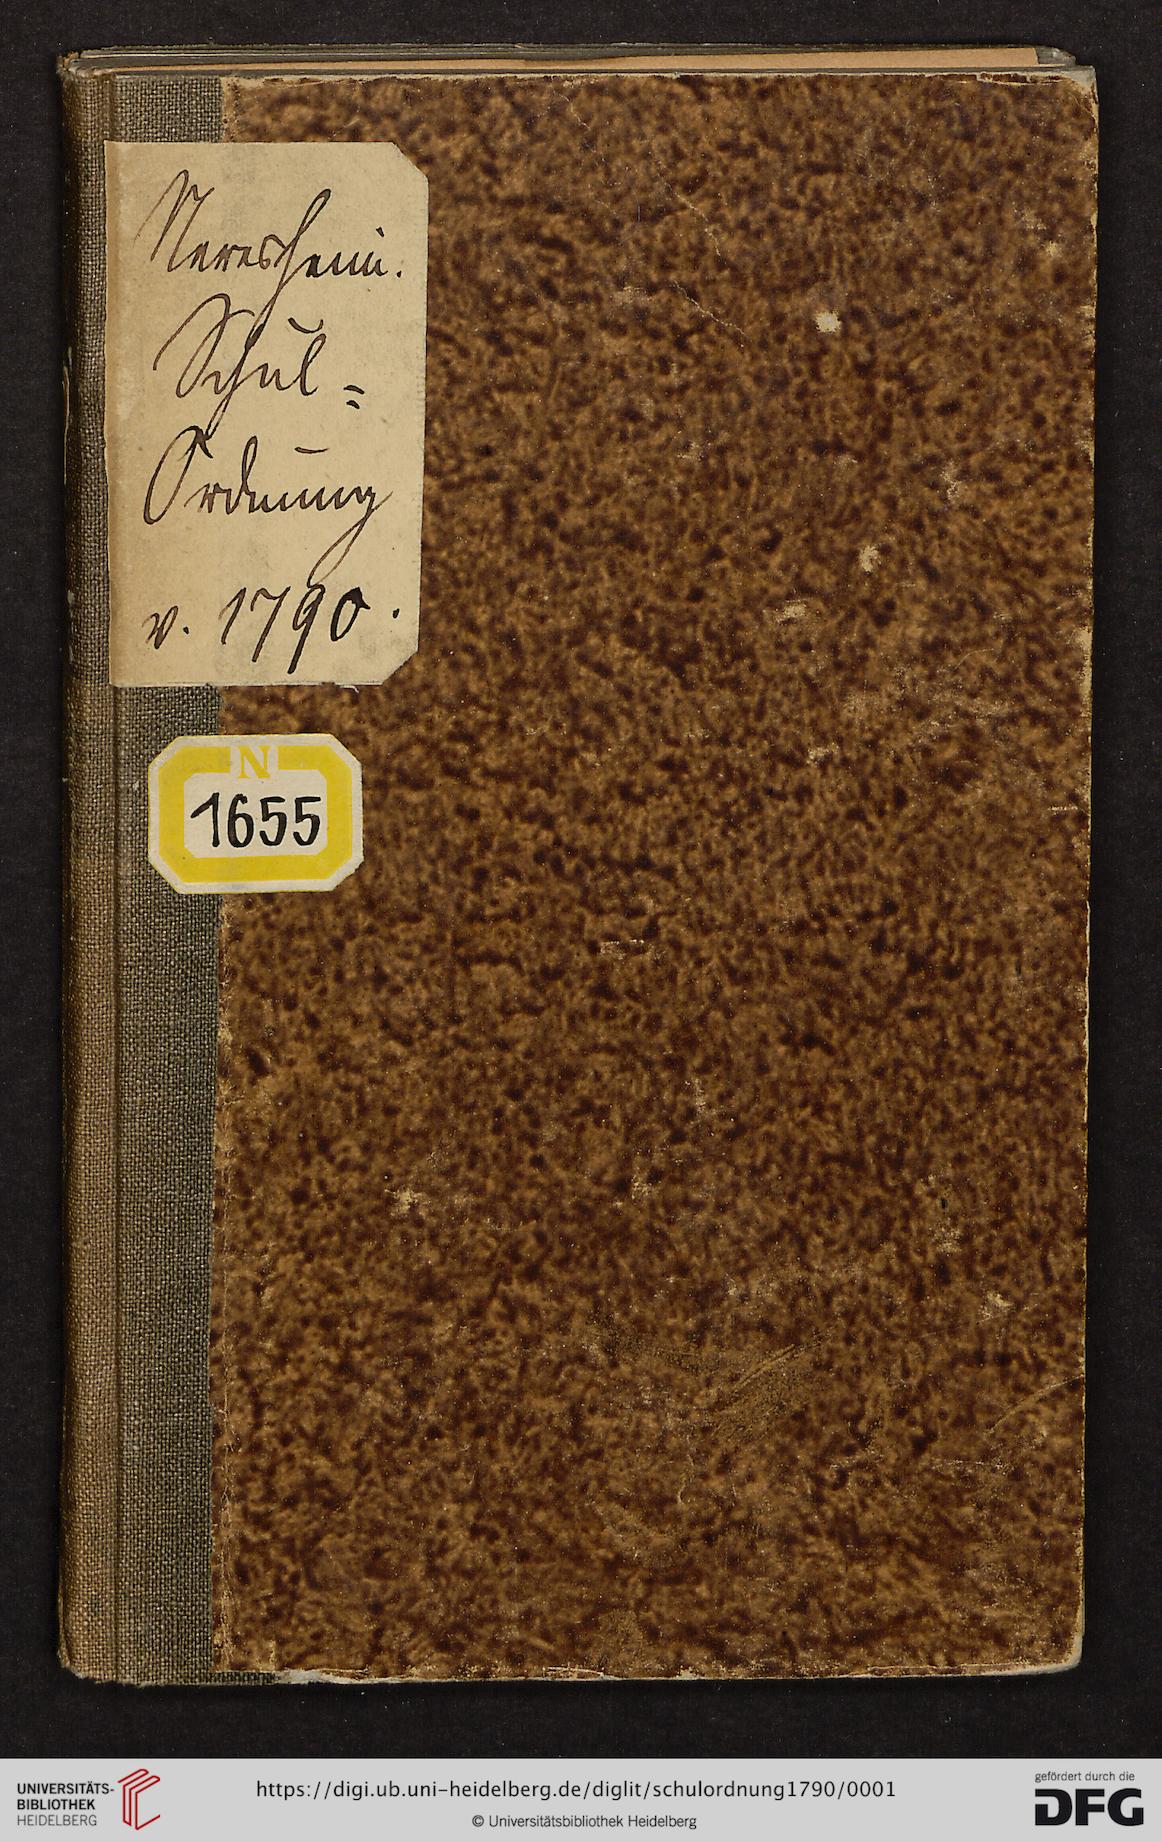 Neresheim.
Schul =
Ordnung
v. 1790.
N
1655
UNIVERSITÄTS-
BIBLIOTHEK
HEIDELBERG
https://digi.ub.uni-heidelberg.de/diglit/schulordnung1790/0001
© Universitätsbibliothek Heidelberg
gefördert durch die
DFG